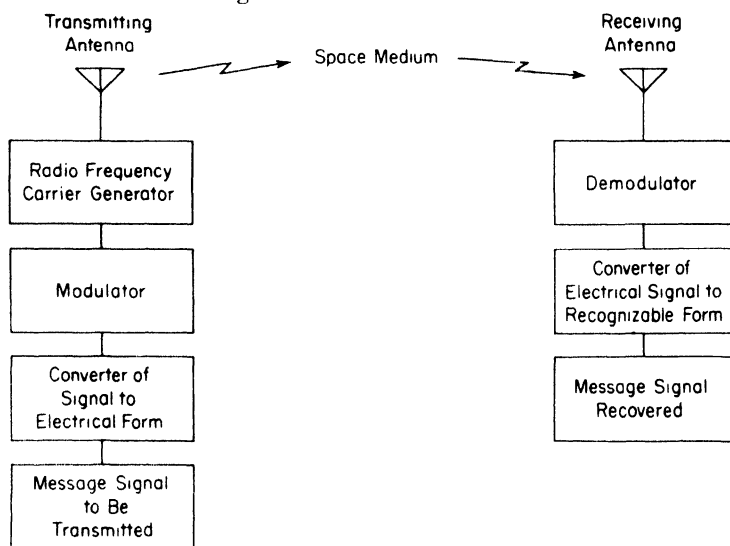 Transmitting
Antenna
Space Medium
Receiving
Antenna
Radio Frequency
Carrier Generator
Modulator
Converter of
Signal to
Electrical Form
Message Signal
to Be
Transmitted
Demodulator
Converter of
Electrical Signal to
Recognizable Form
Message Signal
Recovered